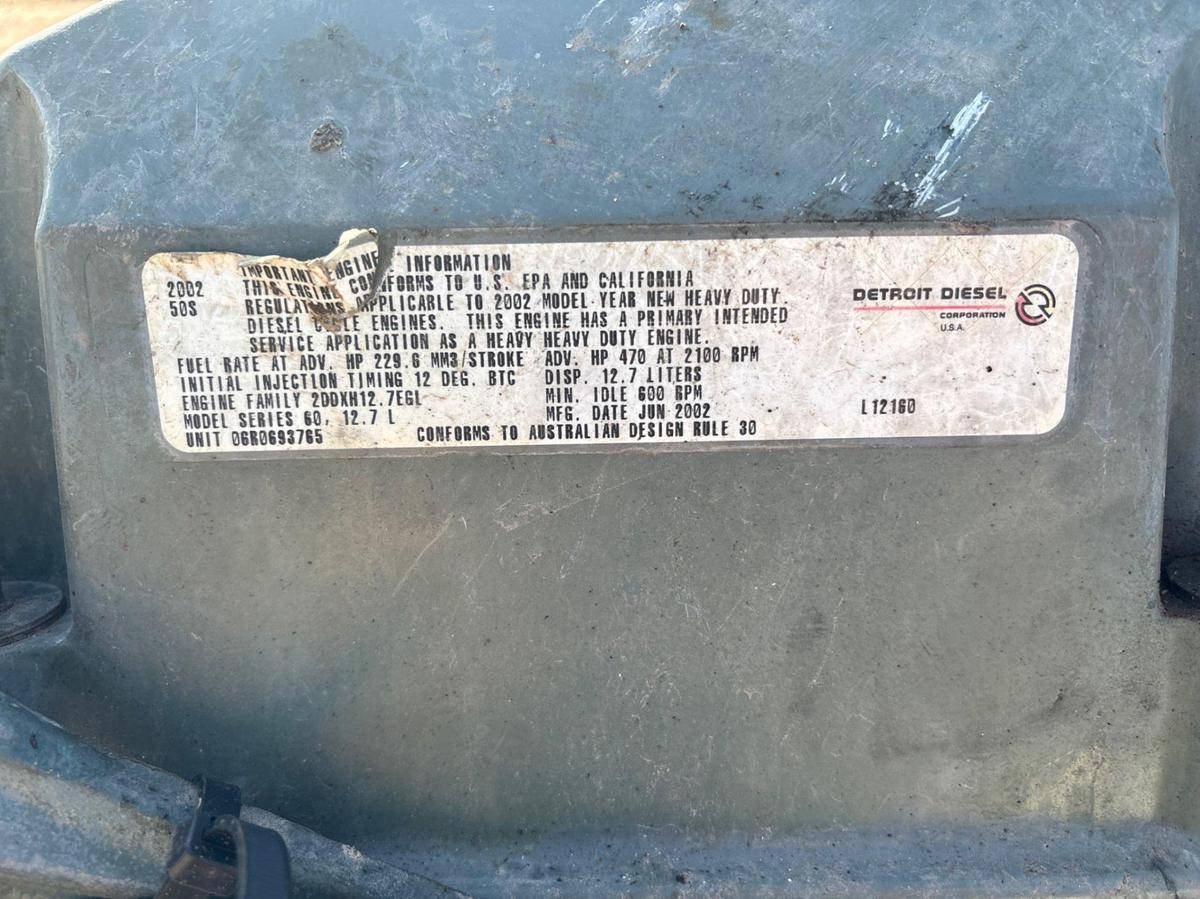 IMPORTANT ENGINE INFORMATION
2002 THIS ENGINE CONFORMS TO U.S. EPA AND CALIFORNIA
50S REGULATIONS APPLICABLE TO 2002 MODEL YEAR NEW HEAVY DUTY
DIESEL ENGINES. THIS ENGINE HAS A PRIMARY INTENDED
SERVICE APPLICATION AS A HEAVY HEAVY DUTY ENGINE.
FUEL RATE AT ADV. HP 229.6 MM3/STROKE ADV. HP 470 AT 2100 RPM
INITIAL INJECTION TIMING 12 DEG. BTC DISP. 12.7 LITERS
ENGINE FAMILY 2DDXH12.7EGL MIN. IDLE 600 RPM
MODEL SERIES 60, 12.7 L MFG. DATE JUN 2002
UNIT 06R0693765 CONFORMS TO AUSTRALIAN DESIGN RULE 30
DETROIT DIESEL
CORPORATION
U.S.A.
L12160